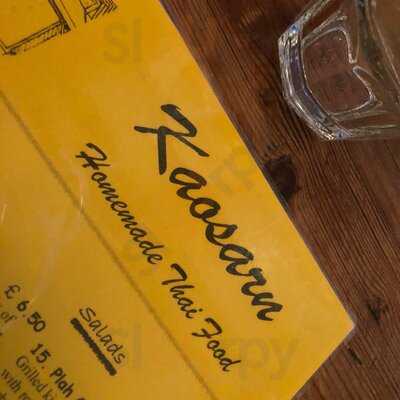 Kaosarn
Homemade Thai Food
£ 6.50
Salads
15. Plah
Grilled
with